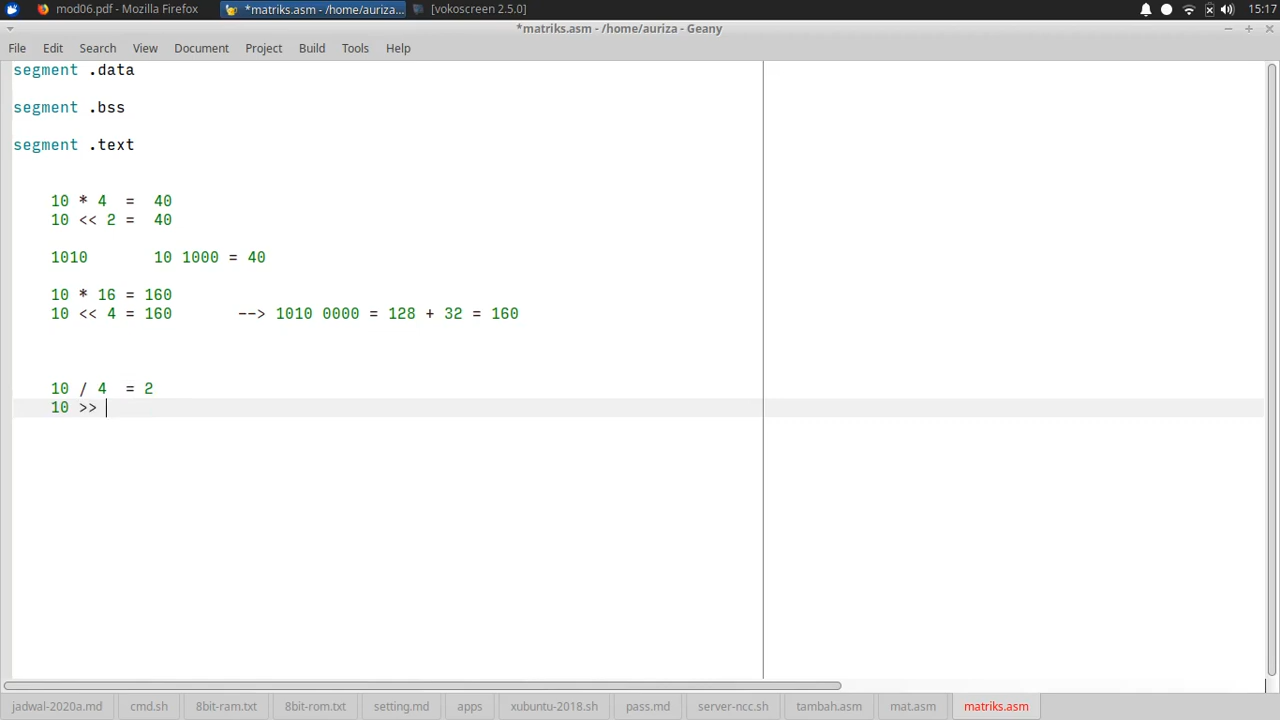 mod06.pdf - Mozilla Firefox
*matriks.asm - /home/auriza...
[vokoscreen 2.5.0]
15:17
*matriks.asm - /home/auriza - Geany
File Edit Search View Document Project Build Tools Help
segment .data
segment .bss
segment .text
10 * 4  =  40
10 << 2 =  40
1010       10 1000 = 40
10 * 16 = 160
10 << 4 = 160       --> 1010 0000 = 128 + 32 = 160
10 / 4  = 2
10 >>
jadwal-2020a.md cmd.sh 8bit-ram.txt 8bit-rom.txt setting.md apps xubuntu-2018.sh pass.md server-ncc.sh tambah.asm mat.asm matriks.asm